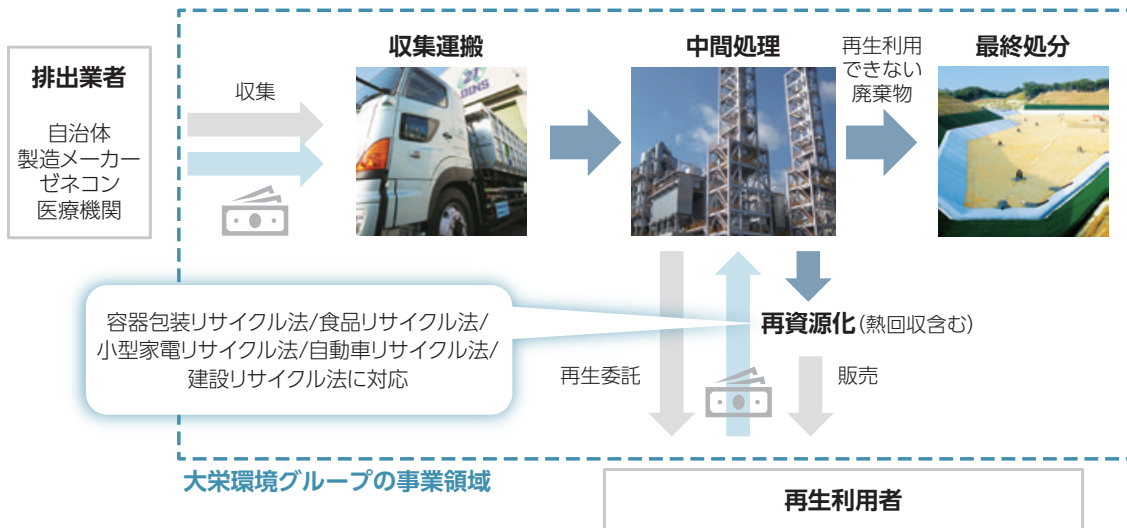 排出業者
自治体
製造メーカー
ゼネコン
医療機関
収集
収集運搬
中間処理
再生利用
できない
廃棄物
最終処分
DINS
容器包装リサイクル法/食品リサイクル法/
小型家電リサイクル法/自動車リサイクル法/
建設リサイクル法に対応
再生委託
再資源化(熱回収含む)
販売
大栄環境グループの事業領域
再生利用者